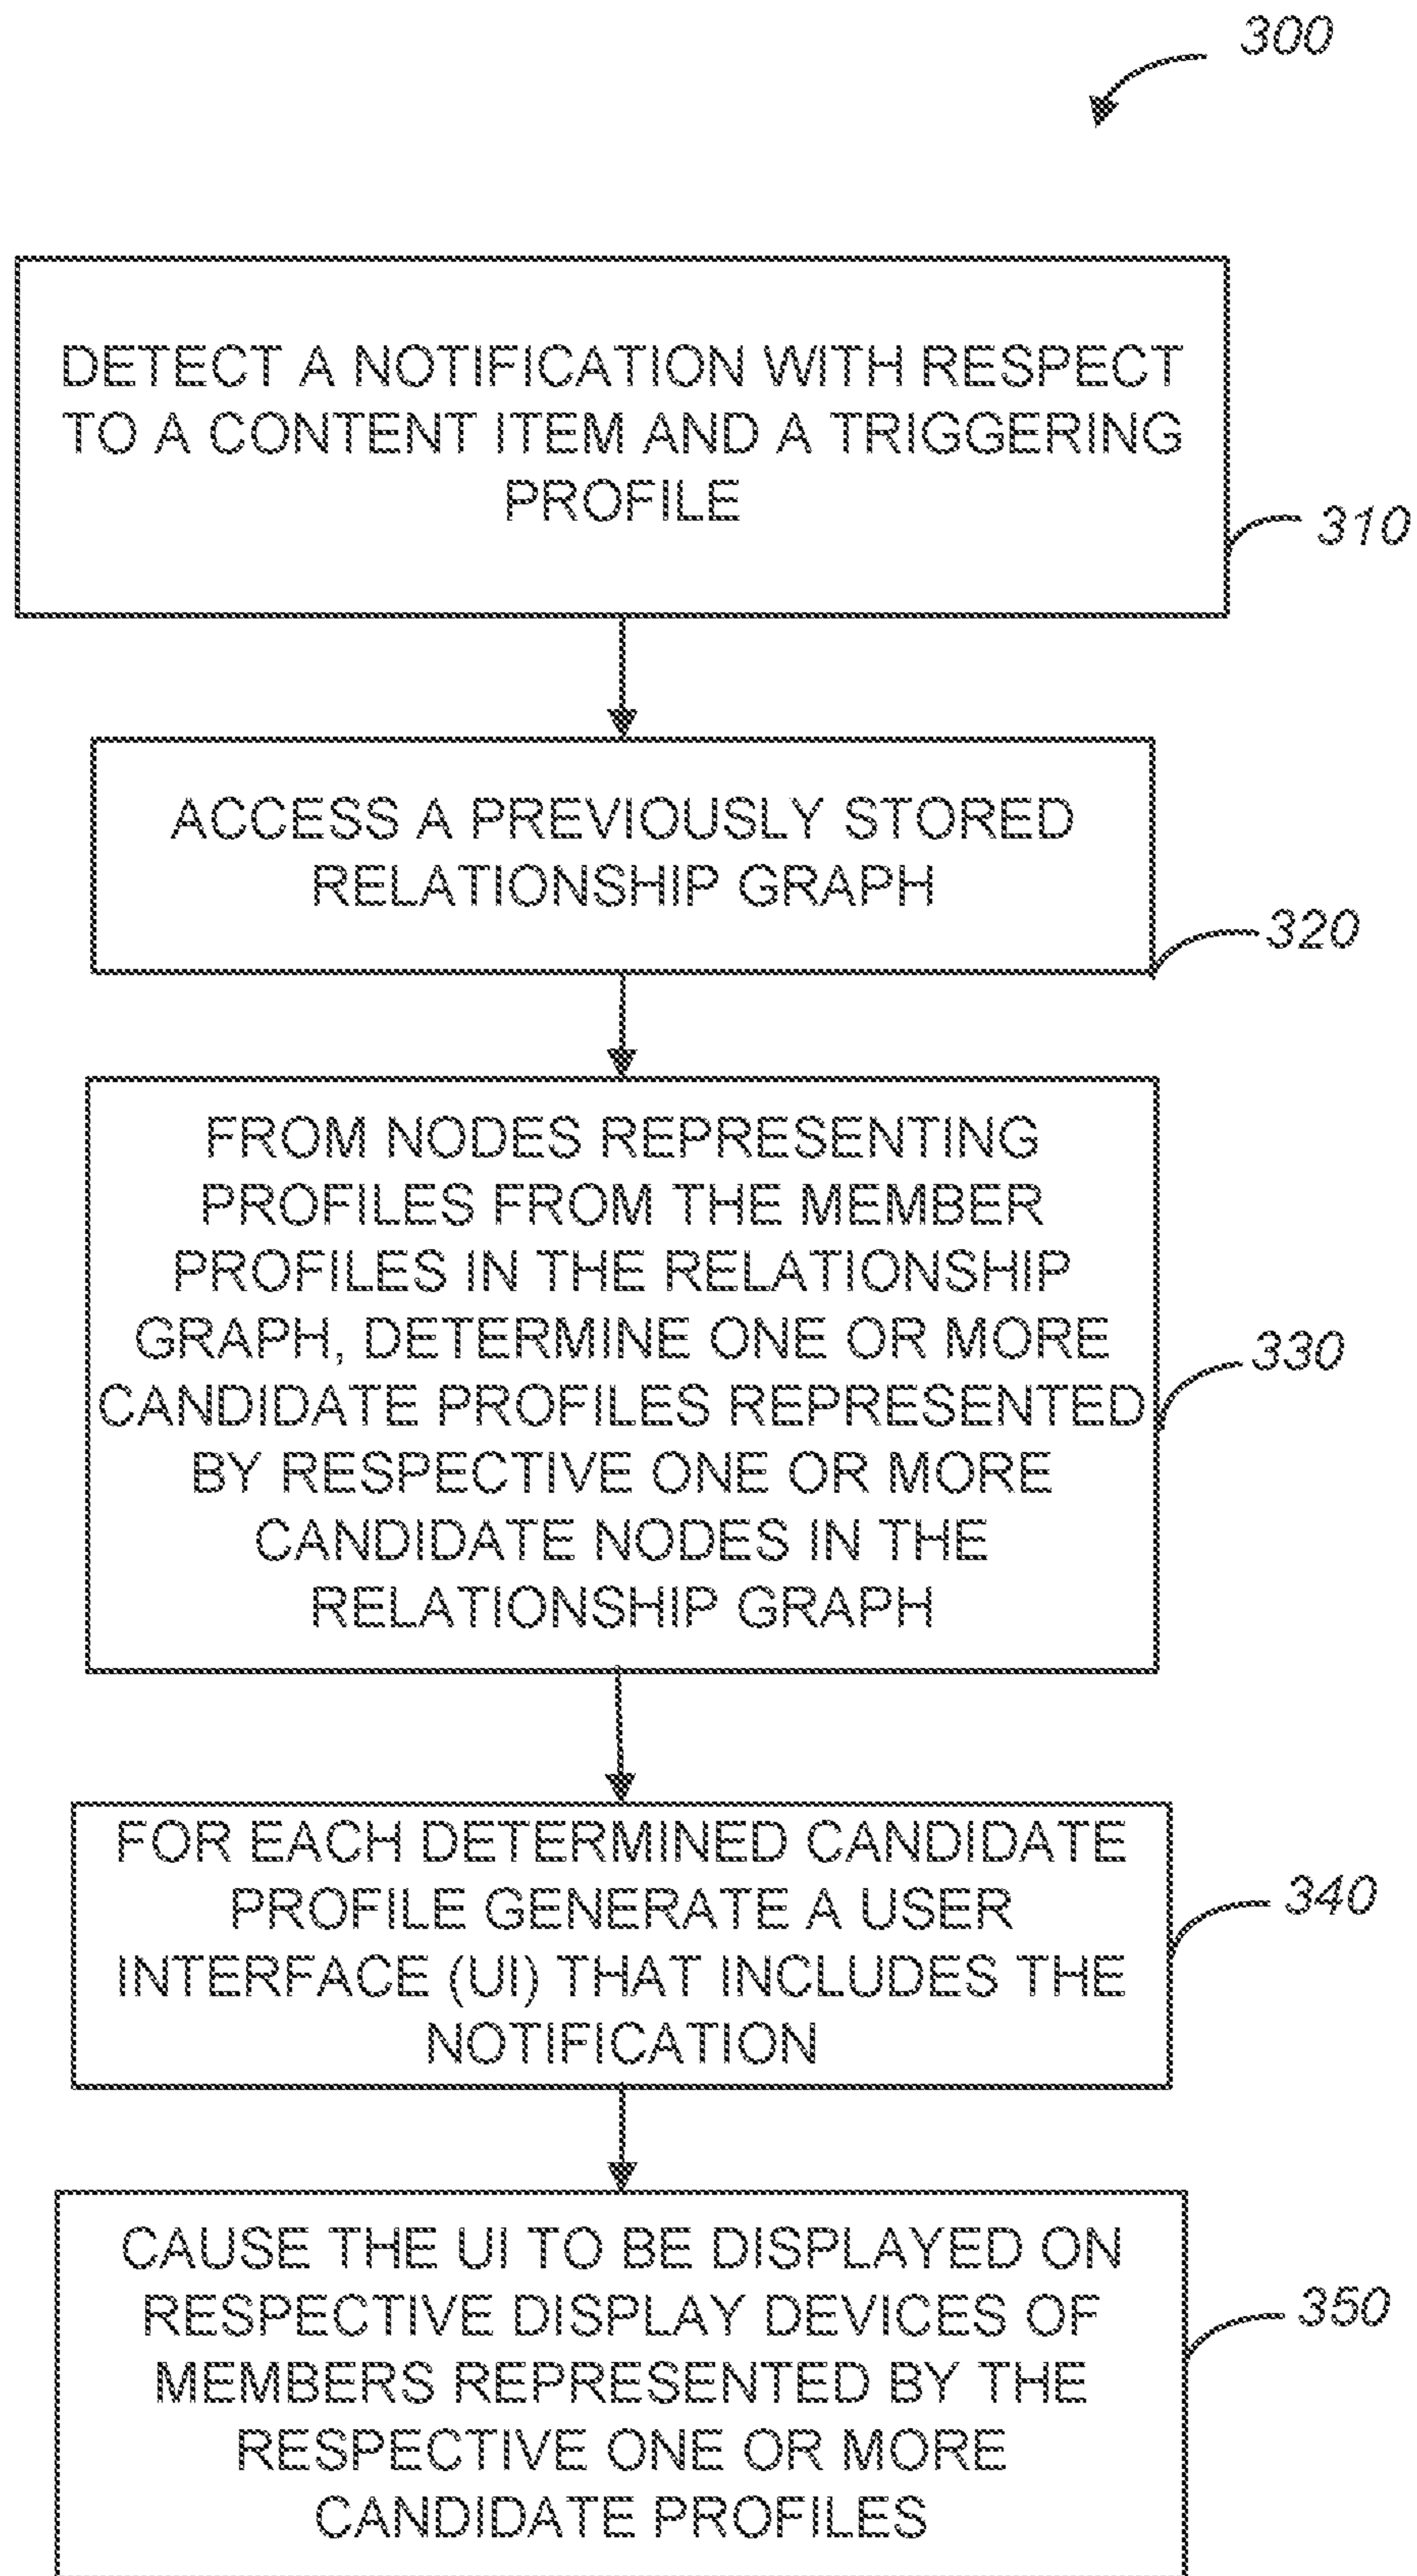 300
DETECT A NOTIFICATION WITH RESPECT
TO A CONTENT ITEM AND A TRIGGERING
PROFILE
310
ACCESS A PREVIOUSLY STORED
RELATIONSHIP GRAPH
320
FROM NODES REPRESENTING
PROFILES FROM THE MEMBER
PROFILES IN THE RELATIONSHIP
GRAPH, DETERMINE ONE OR MORE
CANDIDATE PROFILES REPRESENTED
BY RESPECTIVE ONE OR MORE
CANDIDATE NODES IN THE
RELATIONSHIP GRAPH
330
FOR EACH DETERMINED CANDIDATE
PROFILE GENERATE A USER
INTERFACE (UI) THAT INCLUDES THE
NOTIFICATION
340
CAUSE THE UI TO BE DISPLAYED ON
RESPECTIVE DISPLAY DEVICES OF
MEMBERS REPRESENTED BY THE
RESPECTIVE ONE OR MORE
CANDIDATE PROFILES
350